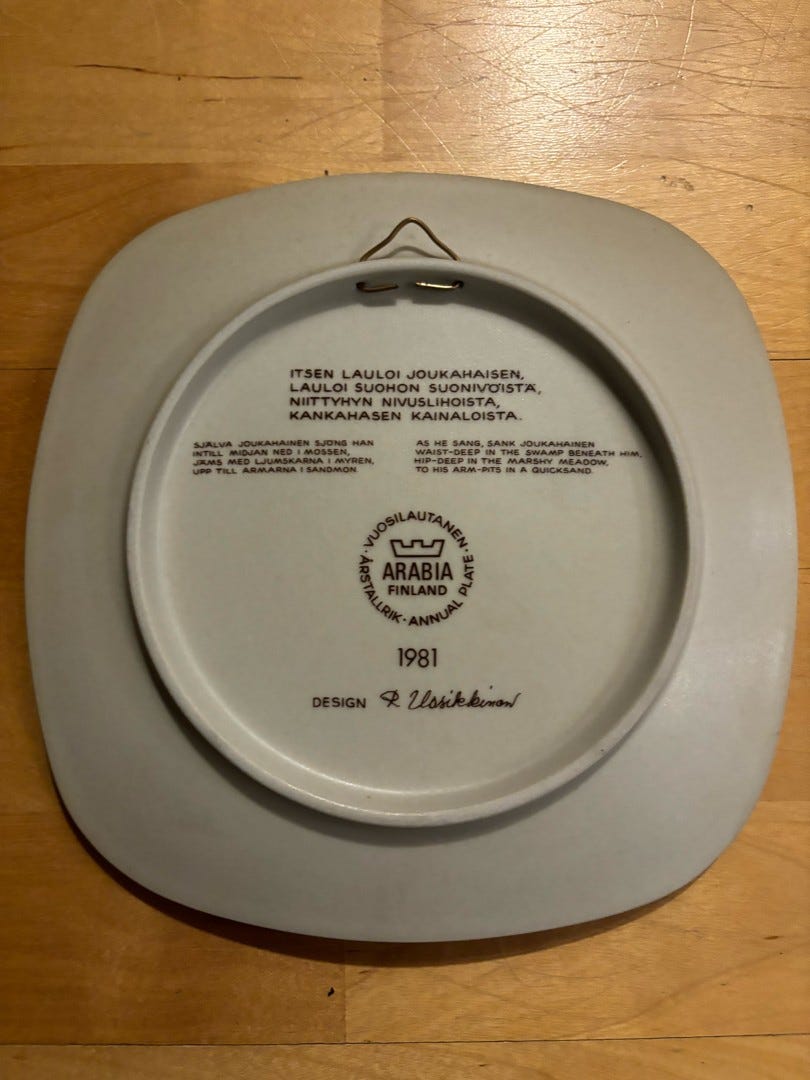 ITSEN LAULOI JOUKAHAISEN,
LAULOI SUOHON SUONIVÖISTÄ,
NIITTYHYN NIVUSLIHOISTA,
KANKAHASEN KAINALOISTA.
SJÄLVA JOUKAHAINEN SJÖNG HAN
INTILL MIDJAN NED I MOSSEN,
JÄMS MED LJUMSKARNA I MYREN,
UPP TILL ARMARNA I SANDMON.
AS HE SANG, SANK JOUKAHAINEN
WAIST-DEEP IN THE SWAMP BENEATH HIM,
HIP-DEEP IN THE MARSHY MEADOW,
TO HIS ARM-PITS IN A QUICKSAND.
· VUOSILAUTANEN · ANNUAL PLATE · ÅRSTALLRIK
ARABIA
FINLAND
1981
DESIGN R Uosikkinen